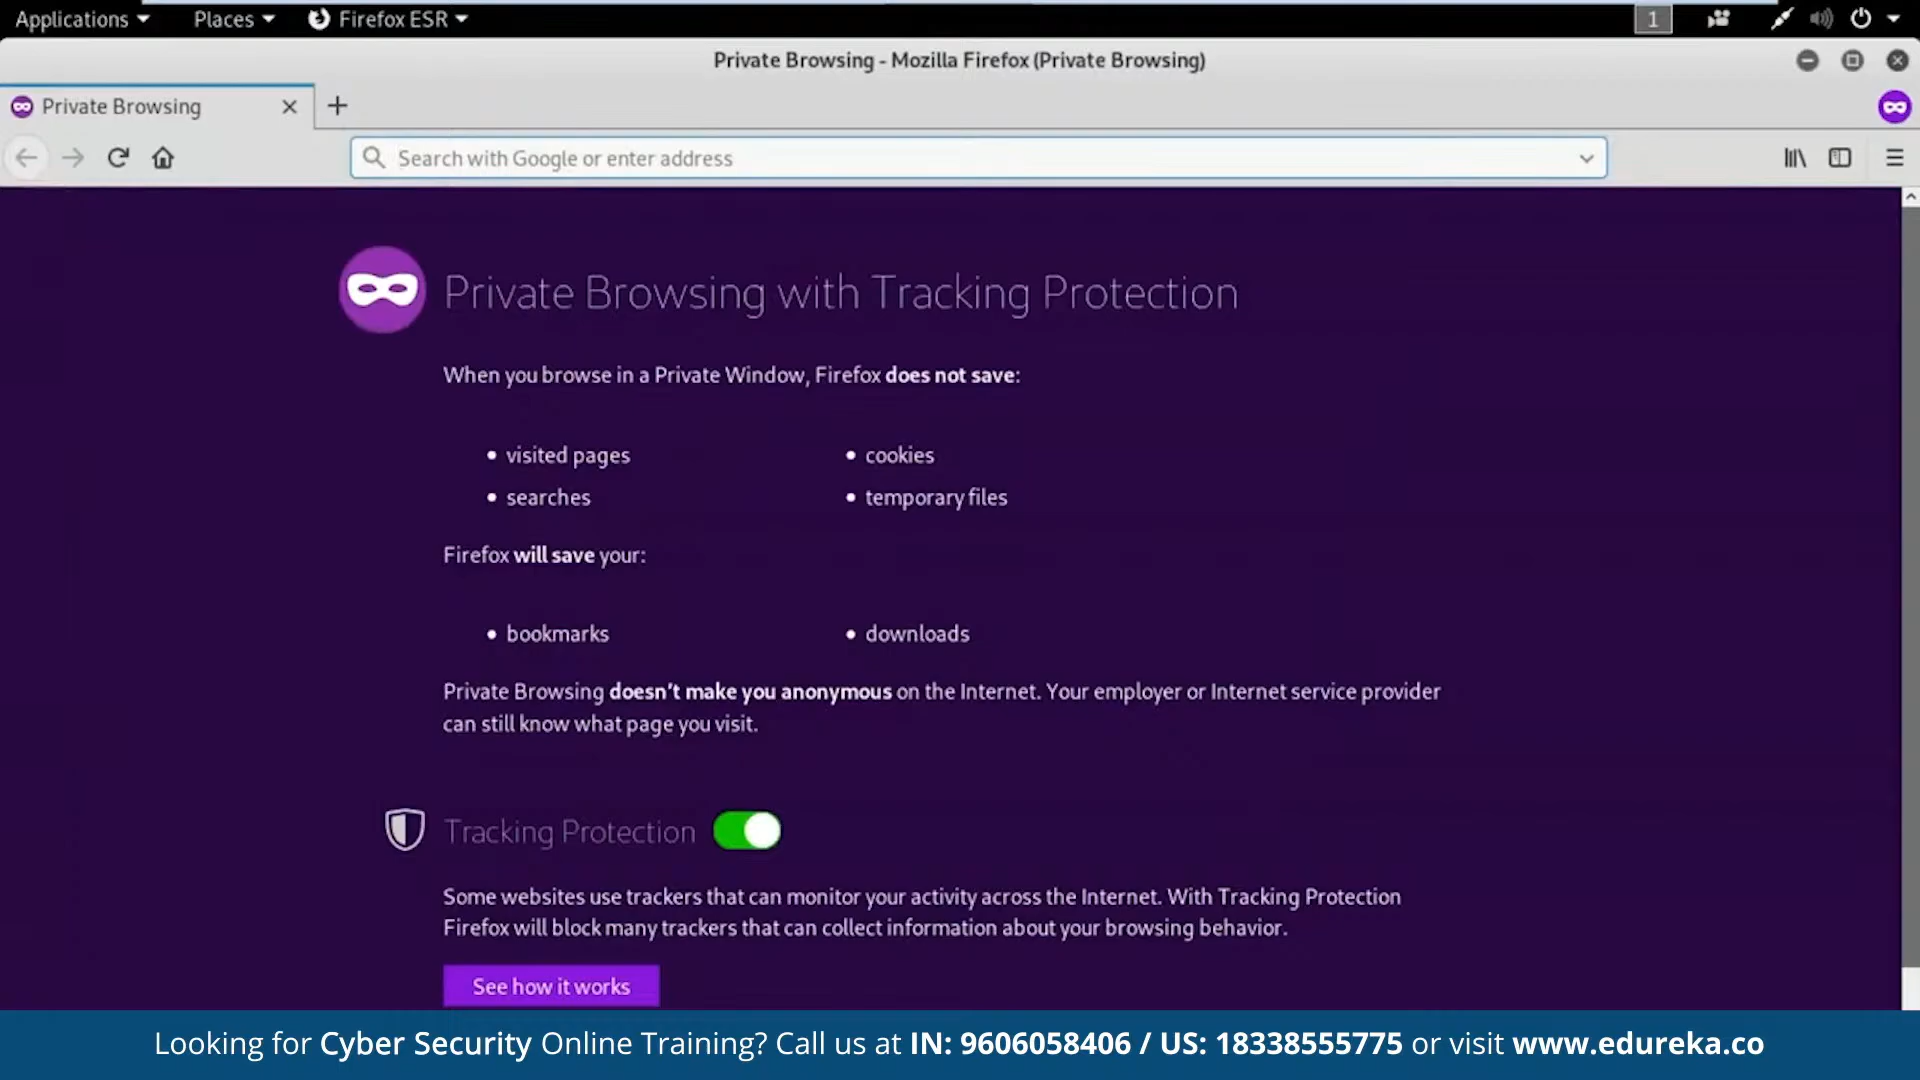 Applications Places Firefox ESR 1
Private Browsing - Mozilla Firefox (Private Browsing)
Private Browsing
Search with Google or enter address
Private Browsing with Tracking Protection
When you browse in a Private Window, Firefox does not save:
• visited pages • cookies
• searches • temporary files
Firefox will save your:
• bookmarks • downloads
Private Browsing doesn't make you anonymous on the Internet. Your employer or Internet service provider
can still know what page you visit.
Tracking Protection
Some websites use trackers that can monitor your activity across the Internet. With Tracking Protection
Firefox will block many trackers that can collect information about your browsing behavior.
See how it works
Looking for Cyber Security Online Training? Call us at IN: 9606058406 / US: 18338555775 or visit www.edureka.co